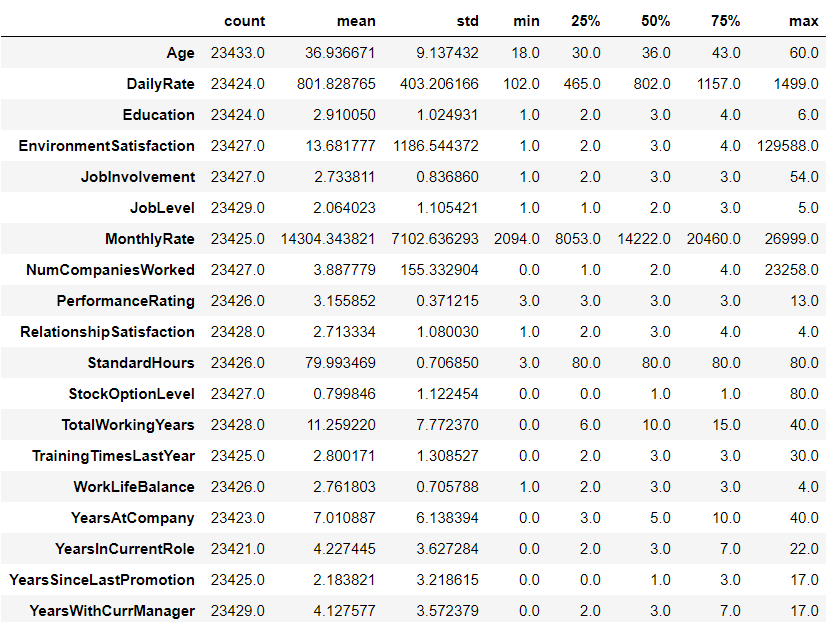 count mean std min 25% 50% 75% max
Age 23433.0 36.936671 9.137432 18.0 30.0 36.0 43.0 60.0
DailyRate 23424.0 801.828765 403.206166 102.0 465.0 802.0 1157.0 1499.0
Education 23424.0 2.910050 1.024931 1.0 2.0 3.0 4.0 6.0
EnvironmentSatisfaction 23427.0 13.681777 1186.544372 1.0 2.0 3.0 4.0 129588.0
JobInvolvement 23427.0 2.733811 0.836860 1.0 2.0 3.0 3.0 54.0
JobLevel 23429.0 2.064023 1.105421 1.0 1.0 2.0 3.0 5.0
MonthlyRate 23425.0 14304.343821 7102.636293 2094.0 8053.0 14222.0 20460.0 26999.0
NumCompaniesWorked 23427.0 3.887779 155.332904 0.0 1.0 2.0 4.0 23258.0
PerformanceRating 23426.0 3.155852 0.371215 3.0 3.0 3.0 3.0 13.0
RelationshipSatisfaction 23428.0 2.713334 1.080030 1.0 2.0 3.0 4.0 4.0
StandardHours 23426.0 79.993469 0.706850 3.0 80.0 80.0 80.0 80.0
StockOptionLevel 23427.0 0.799846 1.122454 0.0 0.0 1.0 1.0 80.0
TotalWorkingYears 23428.0 11.259220 7.772370 0.0 6.0 10.0 15.0 40.0
TrainingTimesLastYear 23425.0 2.800171 1.308527 0.0 2.0 3.0 3.0 30.0
WorkLifeBalance 23426.0 2.761803 0.705788 1.0 2.0 3.0 3.0 4.0
YearsAtCompany 23423.0 7.010887 6.138394 0.0 3.0 5.0 10.0 40.0
YearsInCurrentRole 23421.0 4.227445 3.627284 0.0 2.0 3.0 7.0 22.0
YearsSinceLastPromotion 23425.0 2.183821 3.218615 0.0 0.0 1.0 3.0 17.0
YearsWithCurrManager 23429.0 4.127577 3.572379 0.0 2.0 3.0 7.0 17.0